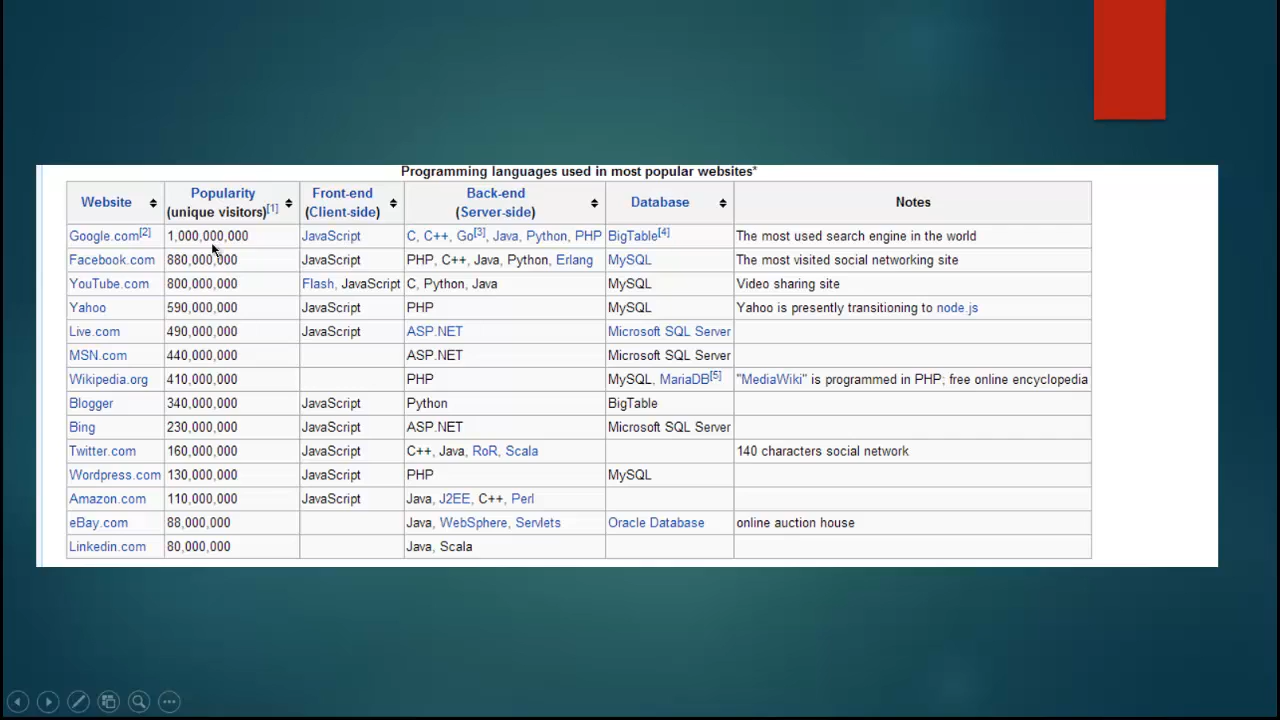 Programming languages used in most popular websites*
Website Popularity (unique visitors)[1] Front-end (Client-side) Back-end (Server-side) Database Notes
Google.com[2] 1,000,000,000 JavaScript C, C++, Go[3], Java, Python, PHP BigTable[4] The most used search engine in the world
Facebook.com 880,000,000 JavaScript PHP, C++, Java, Python, Erlang MySQL The most visited social networking site
YouTube.com 800,000,000 Flash, JavaScript C, Python, Java MySQL Video sharing site
Yahoo 590,000,000 JavaScript PHP MySQL Yahoo is presently transitioning to node.js
Live.com 490,000,000 JavaScript ASP.NET Microsoft SQL Server
MSN.com 440,000,000 ASP.NET Microsoft SQL Server
Wikipedia.org 410,000,000 PHP MySQL, MariaDB[5] "MediaWiki" is programmed in PHP; free online encyclopedia
Blogger 340,000,000 JavaScript Python BigTable
Bing 230,000,000 JavaScript ASP.NET Microsoft SQL Server
Twitter.com 160,000,000 JavaScript C++, Java, RoR, Scala 140 characters social network
Wordpress.com 130,000,000 JavaScript PHP MySQL
Amazon.com 110,000,000 JavaScript Java, J2EE, C++, Perl
eBay.com 88,000,000 Java, WebSphere, Servlets Oracle Database online auction house
Linkedin.com 80,000,000 Java, Scala